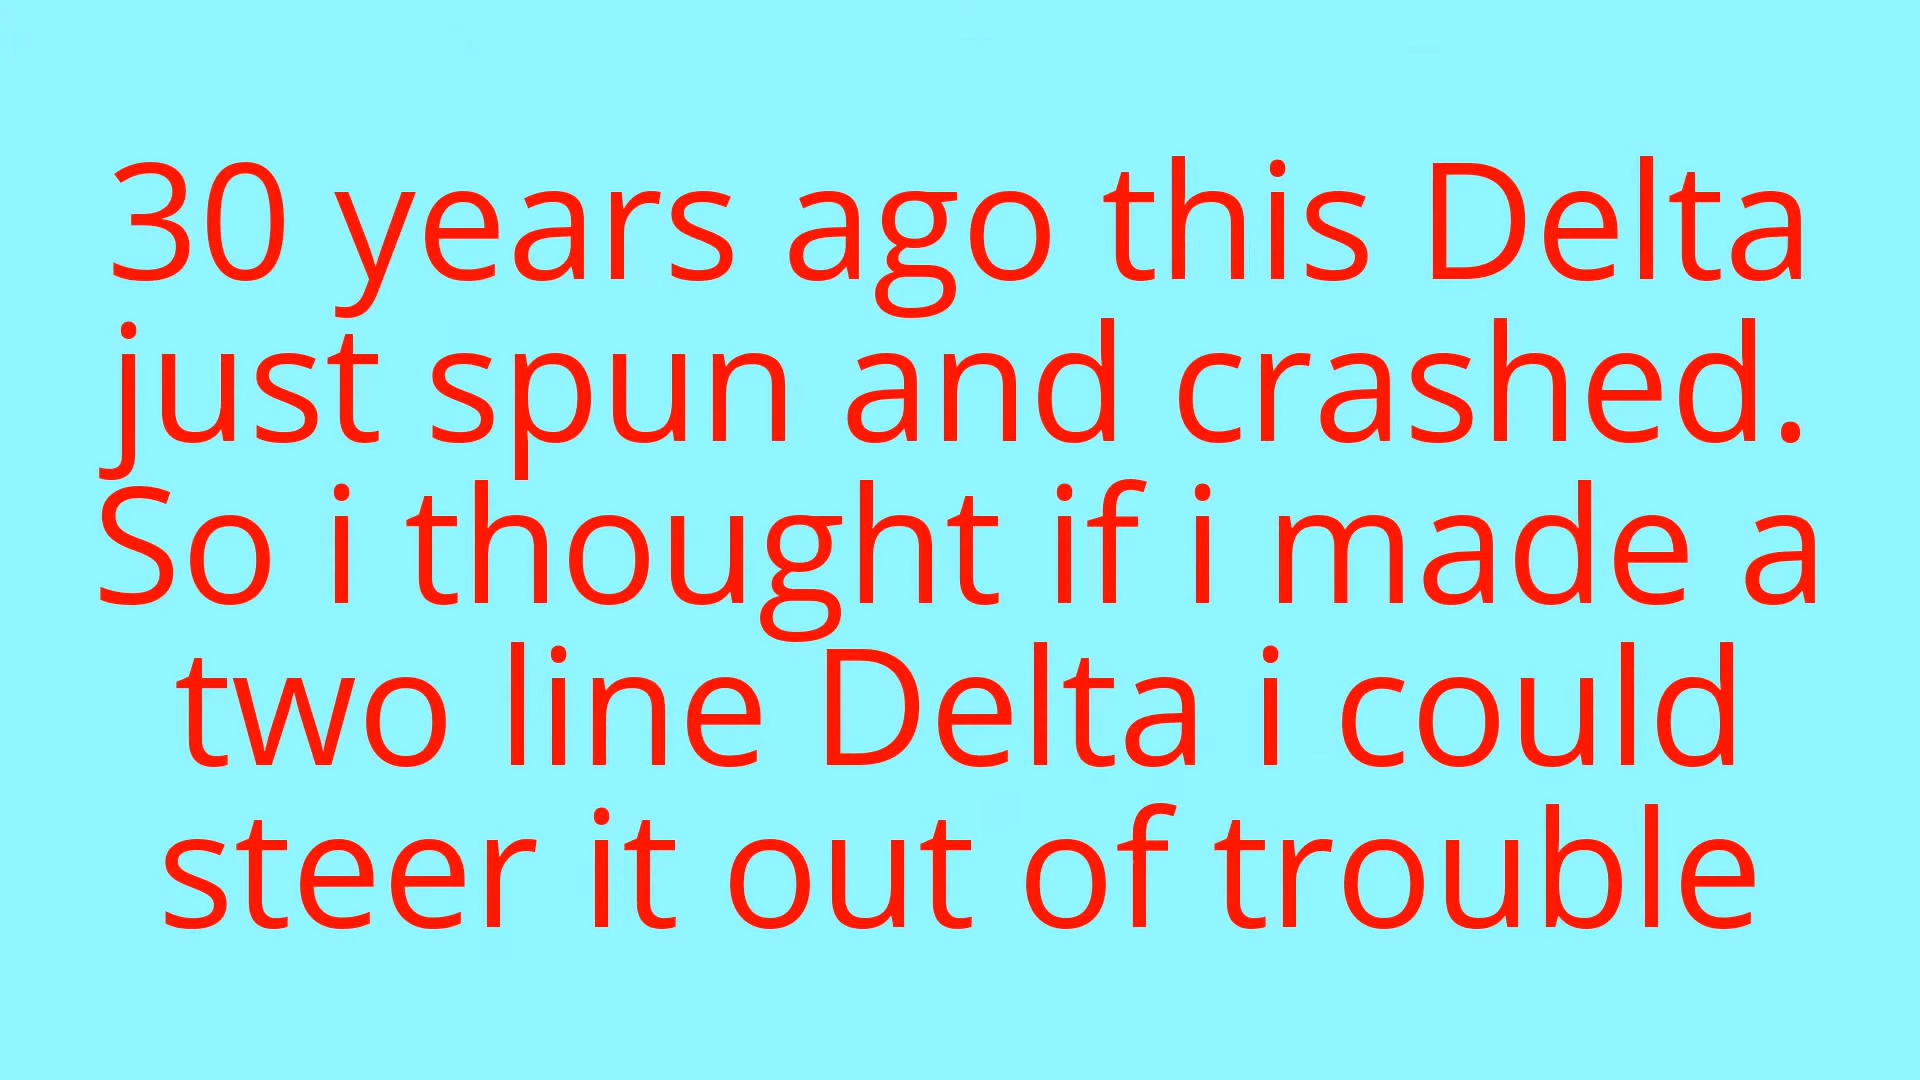 30 years ago this Delta
just spun and crashed.
So i thought if i made a
two line Delta i could
steer it out of trouble